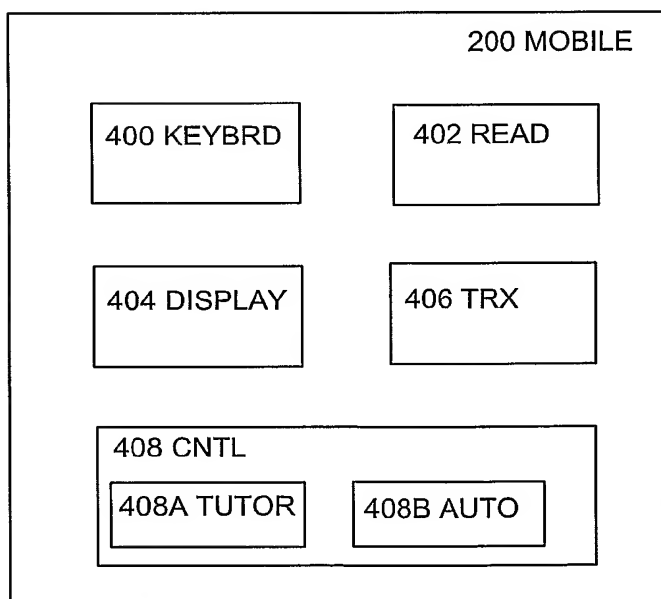 200 MOBILE
400 KEYBRD
402 READ
404 DISPLAY
406 TRX
408 CNTL
408A TUTOR
408B AUTO